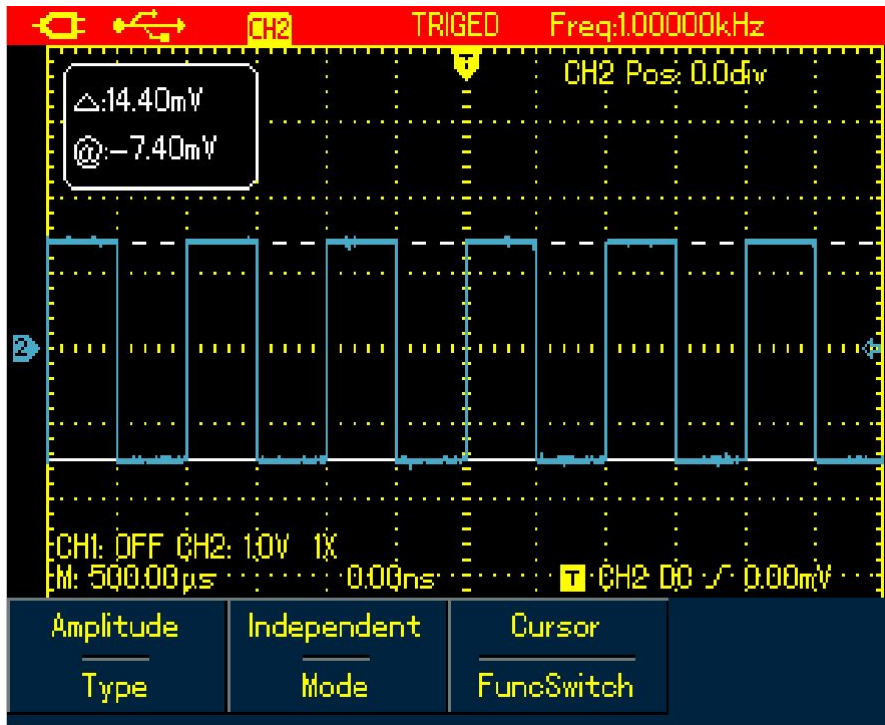 CH2 TRIGED Freq:1.00000kHz
T
CH2 Pos: 0.0div
△:14.40mV
@:-7.40mV
2
CH1: OFF CH2: 1.0V 1X
M: 500.00µs 0.00ns T CH2 DC 0.00mV
Amplitude Independent Cursor
Type Mode FuncSwitch